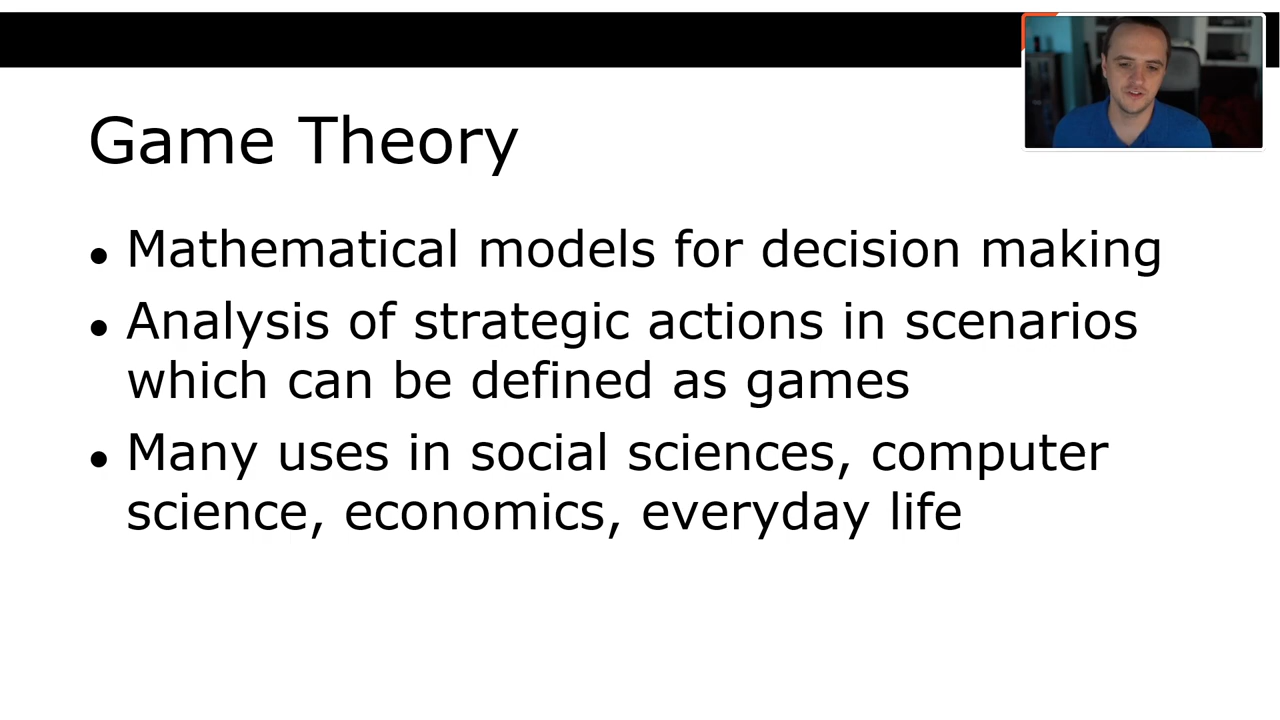 Game Theory
• Mathematical models for decision making
• Analysis of strategic actions in scenarios
which can be defined as games
• Many uses in social sciences, computer
science, economics, everyday life